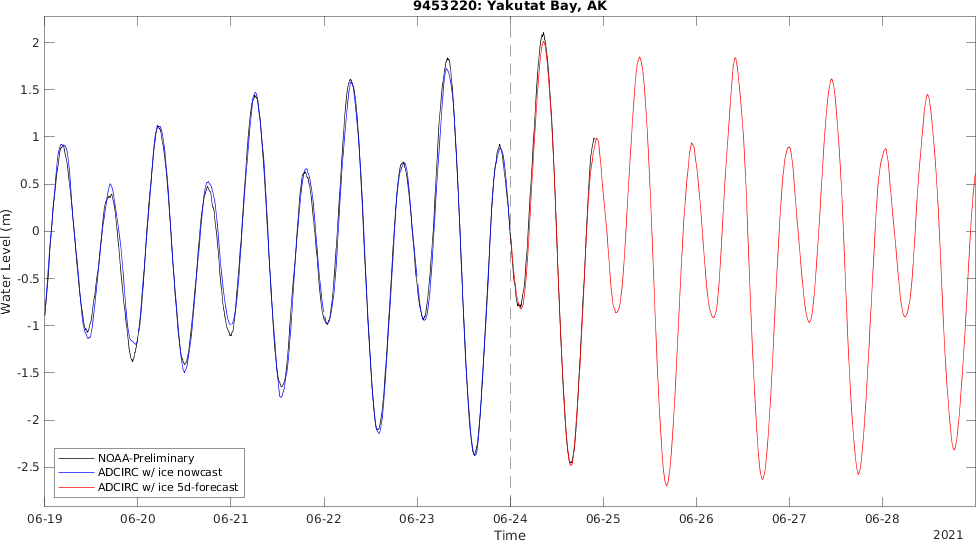 9453220: Yakutat Bay, AK
Water Level (m)
2
1.5
1
0.5
0
-0.5
-1
-1.5
-2
-2.5
NOAA-Preliminary
ADCIRC w/ ice nowcast
ADCIRC w/ ice 5d-forecast
06-19 06-20 06-21 06-22 06-23 06-24 06-25 06-26 06-27 06-28
Time
2021